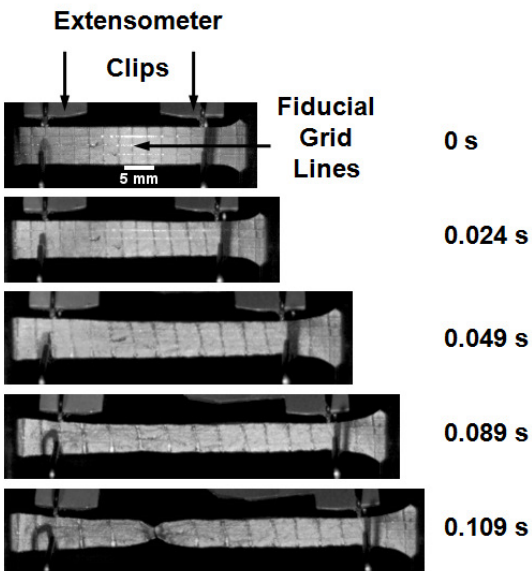 Extensometer
Clips
Fiducial
Grid
Lines
5 mm
0 s
0.024 s
0.049 s
0.089 s
0.109 s